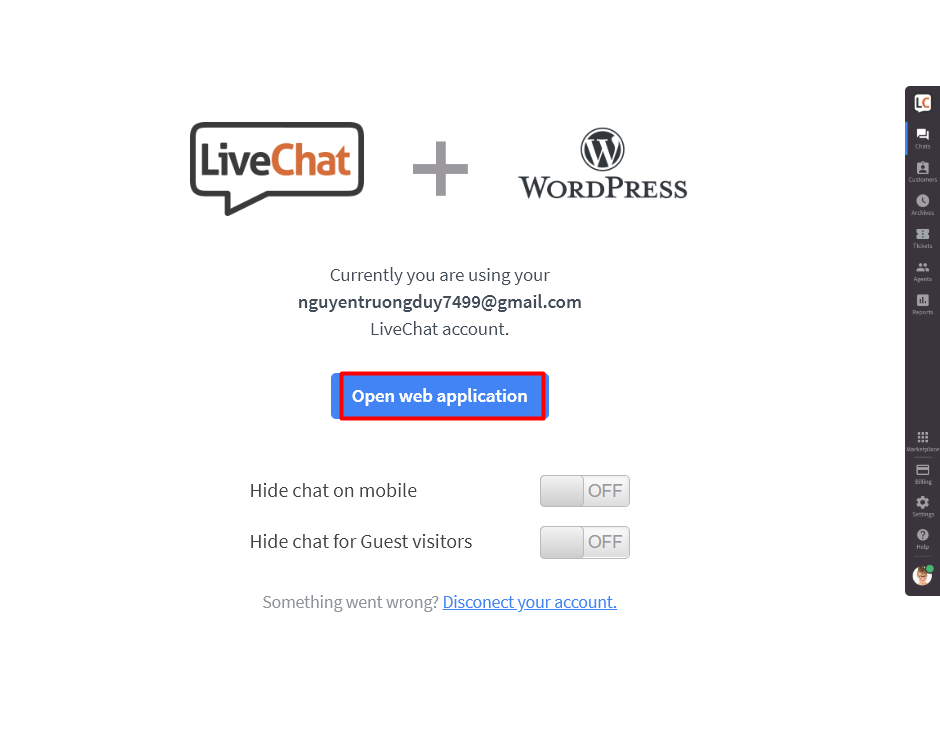 LiveChat
WORDPRESS
Currently you are using your
nguyentruongduy7499@gmail.com
LiveChat account.
Open web application
Hide chat on mobile
OFF
Hide chat for Guest visitors
OFF
Something went wrong? Disconect your account.
LC
Chats
Customers
Archives
Tickets
Agents
Reports
Marketplace
Billing
Settings
Help